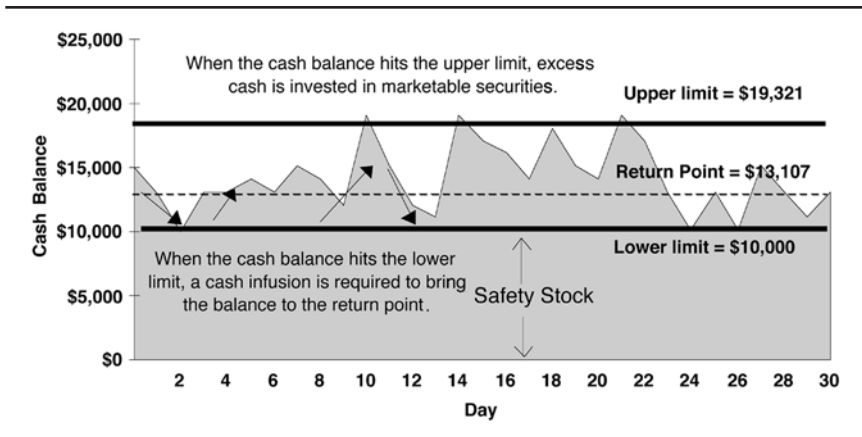 $25,000
When the cash balance hits the upper limit, excess
cash is invested in marketable securities.
Upper limit = $19,321
$20,000
$15,000
Return Point = $13,107
Cash Balance
$10,000
Lower limit = $10,000
When the cash balance hits the lower
limit, a cash infusion is required to bring
the balance to the return point.
Safety Stock
$5,000
$0
2 4 6 8 10 12 14 16 18 20 22 24 26 28 30
Day